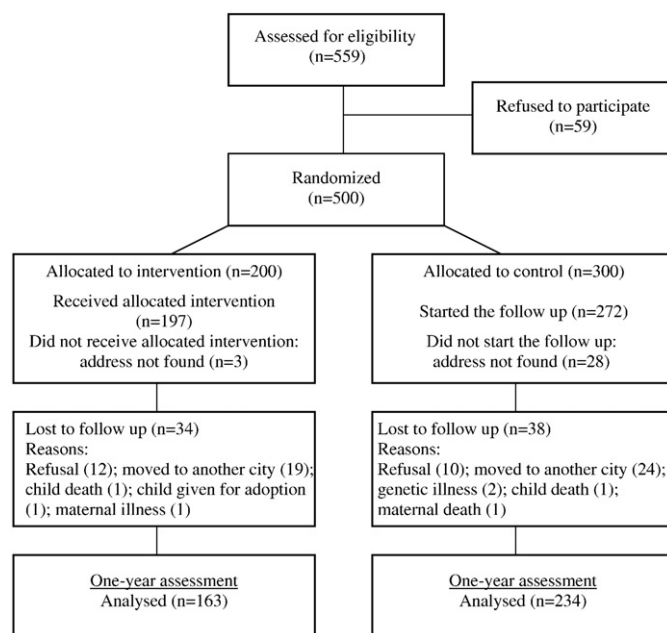 Assessed for eligibility
(n=559)
Refused to participate
(n=59)
Randomized
(n=500)
Allocated to intervention (n=200)
Received allocated intervention
(n=197)
Did not receive allocated intervention:
address not found (n=3)
Allocated to control (n=300)
Started the follow up (n=272)
Did not start the follow up:
address not found (n=28)
Lost to follow up (n=34)
Reasons:
Refusal (12); moved to another city (19);
child death (1); child given for adoption
(1); maternal illness (1)
Lost to follow up (n=38)
Reasons:
Refusal (10); moved to another city (24);
genetic illness (2); child death (1);
maternal death (1)
One-year assessment
Analysed (n=163)
One-year assessment
Analysed (n=234)